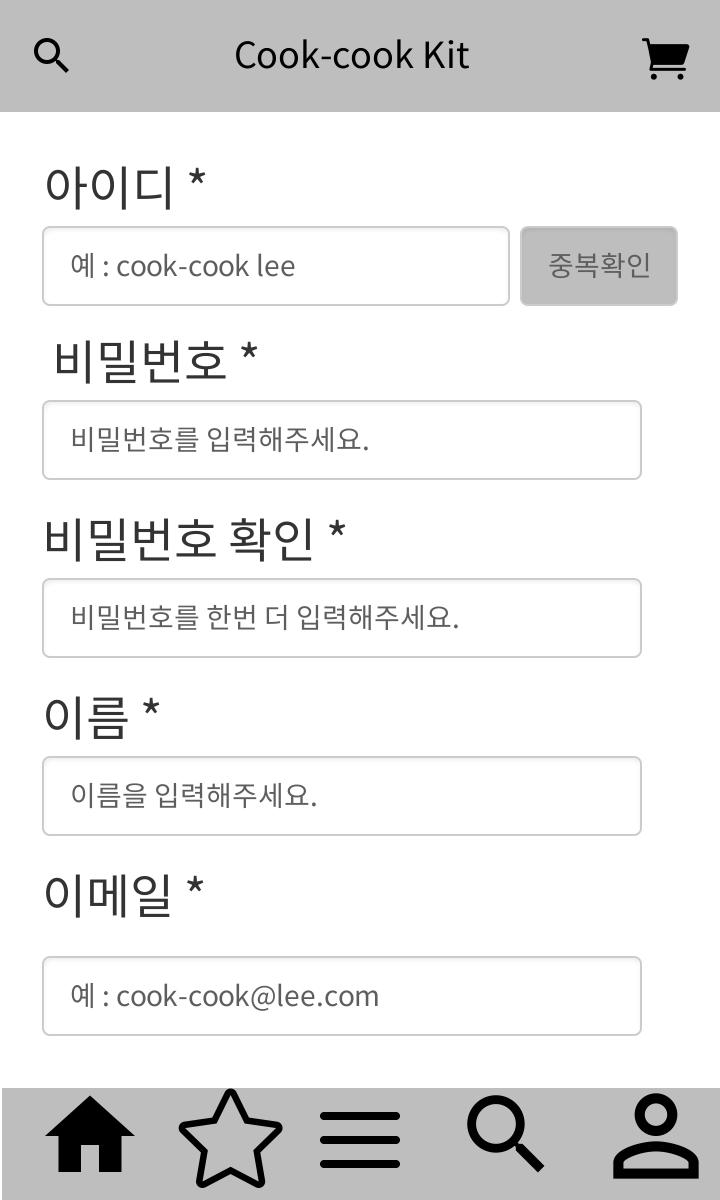 Cook-cook Kit
아이디 *
예 : cook-cook lee
중복확인
비밀번호 *
비밀번호를 입력해주세요.
비밀번호 확인 *
비밀번호를 한번 더 입력해주세요.
이름 *
이름을 입력해주세요.
이메일 *
예 : cook-cook@lee.com